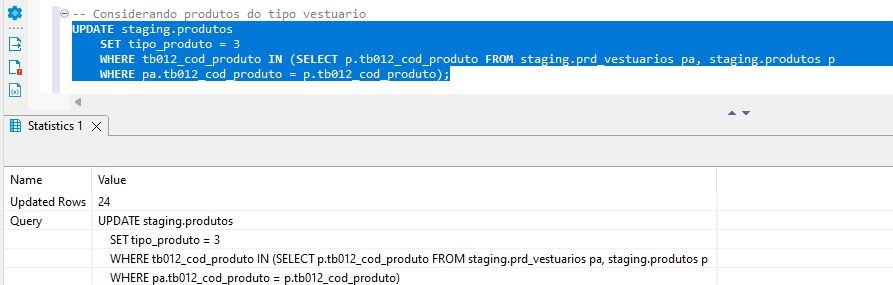 -- Considerando produtos do tipo vestuario
UPDATE staging.produtos
SET tipo_produto = 3
WHERE tb012_cod_produto IN (SELECT p.tb012_cod_produto FROM staging.prd_vestuarios pa, staging.produtos p
WHERE pa.tb012_cod_produto = p.tb012_cod_produto);
Statistics 1
Name Value
Updated Rows 24
Query UPDATE staging.produtos
SET tipo_produto = 3
WHERE tb012_cod_produto IN (SELECT p.tb012_cod_produto FROM staging.prd_vestuarios pa, staging.produtos p
WHERE pa.tb012_cod_produto = p.tb012_cod_produto)